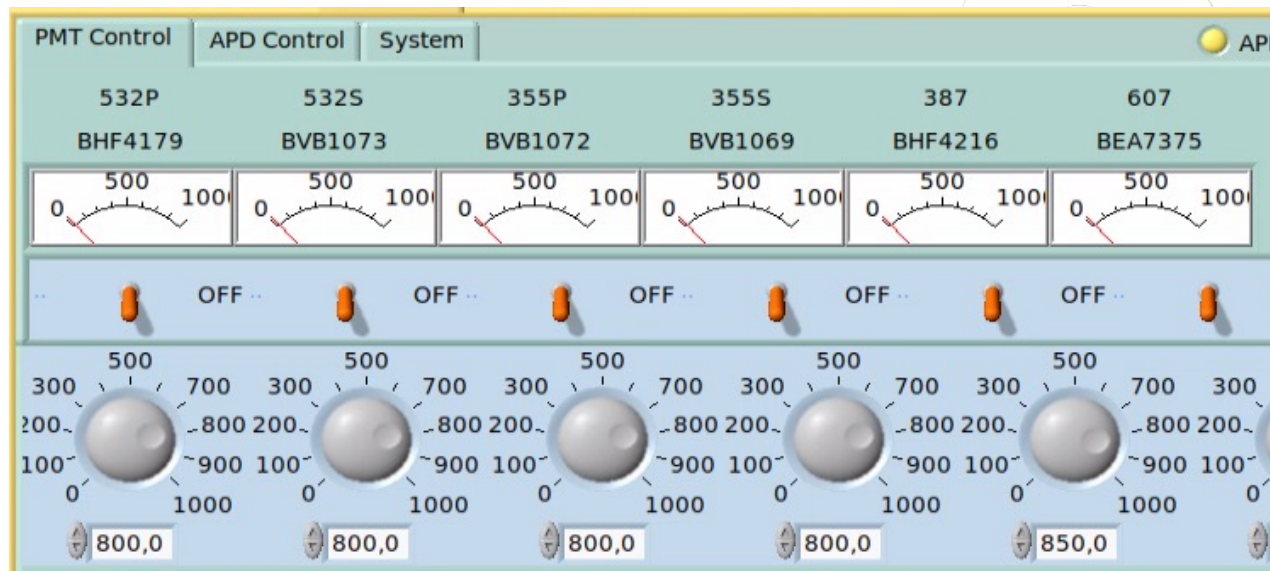 PMT Control APD Control System
532P 532S 355P 355S 387 607
BHF4179 BVB1073 BVB1072 BVB1069 BHF4216 BEA7375
500 500 500 500 500 500
0 0 0 0 0 0
OFF OFF OFF OFF OFF
500 500 500 500 500
300 700 300 700 300 700 300 700 300 700 300
200 800 200 800 200 800 200 800 200 800 200
100 900 100 900 100 900 100 900 100 900 100
0 0 0 0 0 0
1000 1000 1000 1000 1000
800,0 800,0 800,0 800,0 850,0